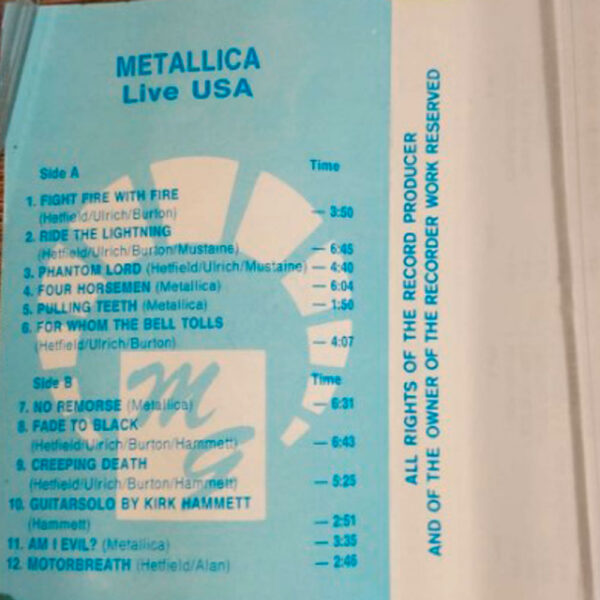 METALLICA
Live USA
Side A Time
1. FIGHT FIRE WITH FIRE
(Hetfield/Ulrich/Burton) — 3:50
2. RIDE THE LIGHTNING
(Hetfield/Ulrich/Burton/Mustaine) — 6:45
3. PHANTOM LORD (Hetfield/Ulrich/Mustaine) — 4:40
4. FOUR HORSEMEN (Metallica) — 6:04
5. PULLING TEETH (Metallica) — 1:50
6. FOR WHOM THE BELL TOLLS
(Hetfield/Ulrich/Burton) — 4:07
Side B Time
7. NO REMORSE (Metallica) — 6:31
8. FADE TO BLACK
(Hetfield/Ulrich/Burton/Hammett) — 6:43
9. CREEPING DEATH
(Hetfield/Ulrich/Burton/Hammett) — 5:25
10. GUITARSOLO BY KIRK HAMMETT
(Hammett) — 2:51
11. AM I EVIL? (Metallica) — 3:35
12. MOTORBREATH (Hetfield/Alan) — 2:46
MG
ALL RIGHTS OF THE RECORD PRODUCER
AND OF THE OWNER OF THE RECORDER WORK RESERVED